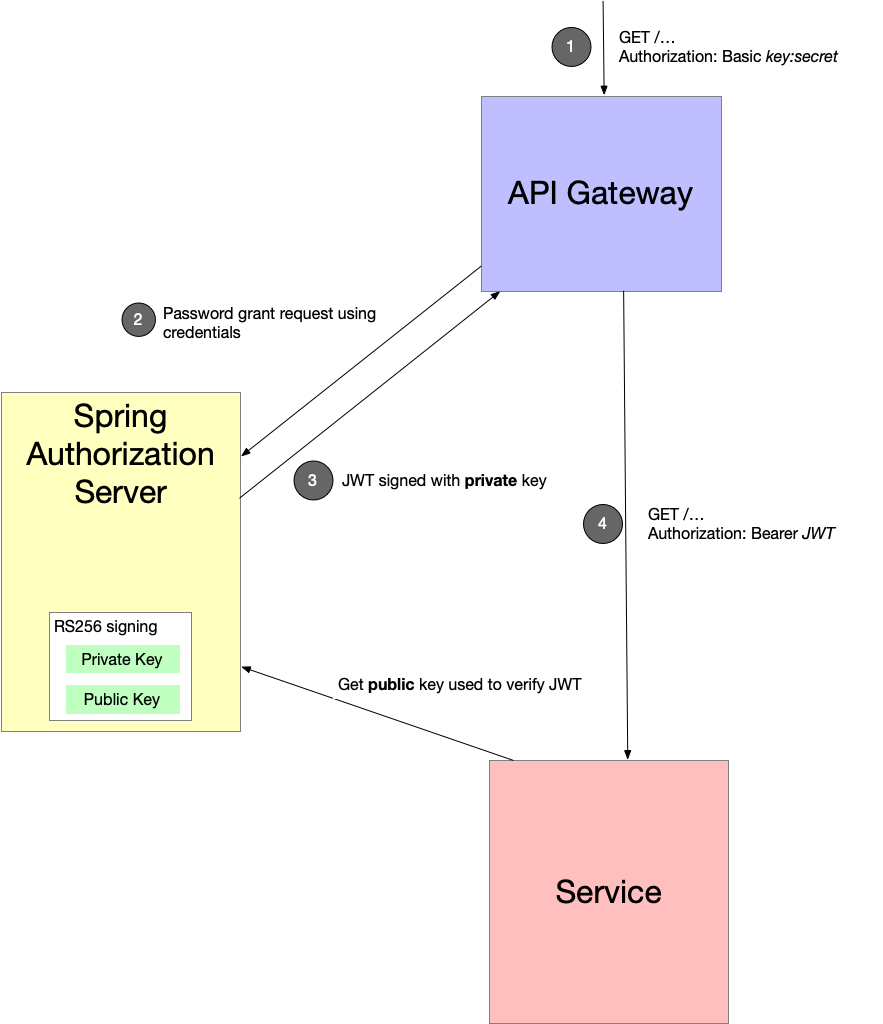 1
GET /…
Authorization: Basic key:secret
API Gateway
2
Password grant request using
credentials
Spring
Authorization
Server
3
JWT signed with private key
4
GET /…
Authorization: Bearer JWT
RS256 signing
Private Key
Public Key
Get public key used to verify JWT
Service